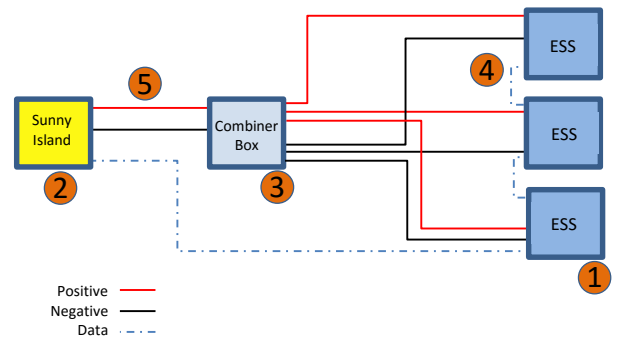 ESS
5
4
Sunny
Island
Combiner
Box
ESS
2
3
ESS
1
Positive
Negative
Data